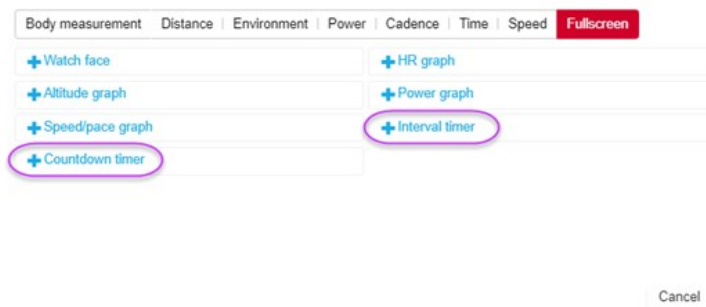 Body measurement Distance Environment Power Cadence Time Speed Fullscreen
Watch face HR graph
Altitude graph Power graph
Speed/pace graph Interval timer
Countdown timer
Cancel